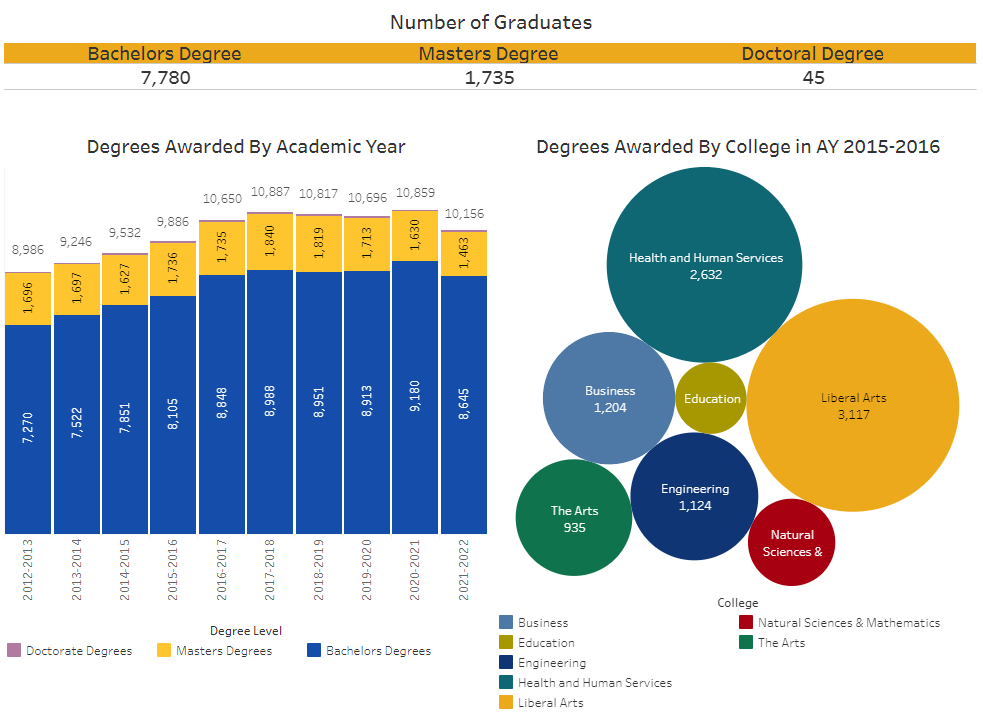 Number of Graduates
Bachelors Degree Masters Degree Doctoral Degree
7,780 1,735 45
Degrees Awarded By Academic Year
8,986 9,246 9,532 9,886 10,650 10,887 10,817 10,696 10,859 10,156
1,696 1,697 1,627 1,736 1,735 1,840 1,819 1,713 1,630 1,463
7,270 7,522 7,851 8,105 8,848 8,988 8,951 8,913 9,180 8,645
2012-2013 2013-2014 2014-2015 2015-2016 2016-2017 2017-2018 2018-2019 2019-2020 2020-2021 2021-2022
Degree Level
Doctorate Degrees Masters Degrees Bachelors Degrees
Degrees Awarded By College in AY 2015-2016
Health and Human Services
2,632
Business
1,204
Education
Liberal Arts
3,117
Engineering
1,124
The Arts
935
Natural
Sciences &
College
Business
Education
Engineering
Health and Human Services
Liberal Arts
Natural Sciences & Mathematics
The Arts